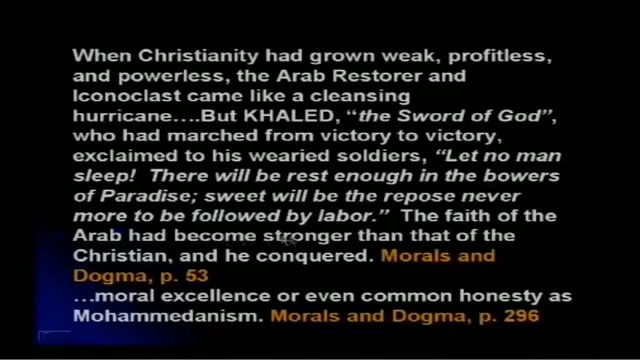 When Christianity had grown weak, profitless,
and powerless, the Arab Restorer and
Iconoclast came like a cleansing
hurricane....But KHALED, "the Sword of God",
who had marched from victory to victory,
exclaimed to his wearied soldiers, "Let no man
sleep! There will be rest enough in the bowers
of Paradise; sweet will be the repose never
more to be followed by labor." The faith of the
Arab had become stronger than that of the
Christian, and he conquered. Morals and
Dogma, p. 53
...moral excellence or even common honesty as
Mohammedanism. Morals and Dogma, p. 296